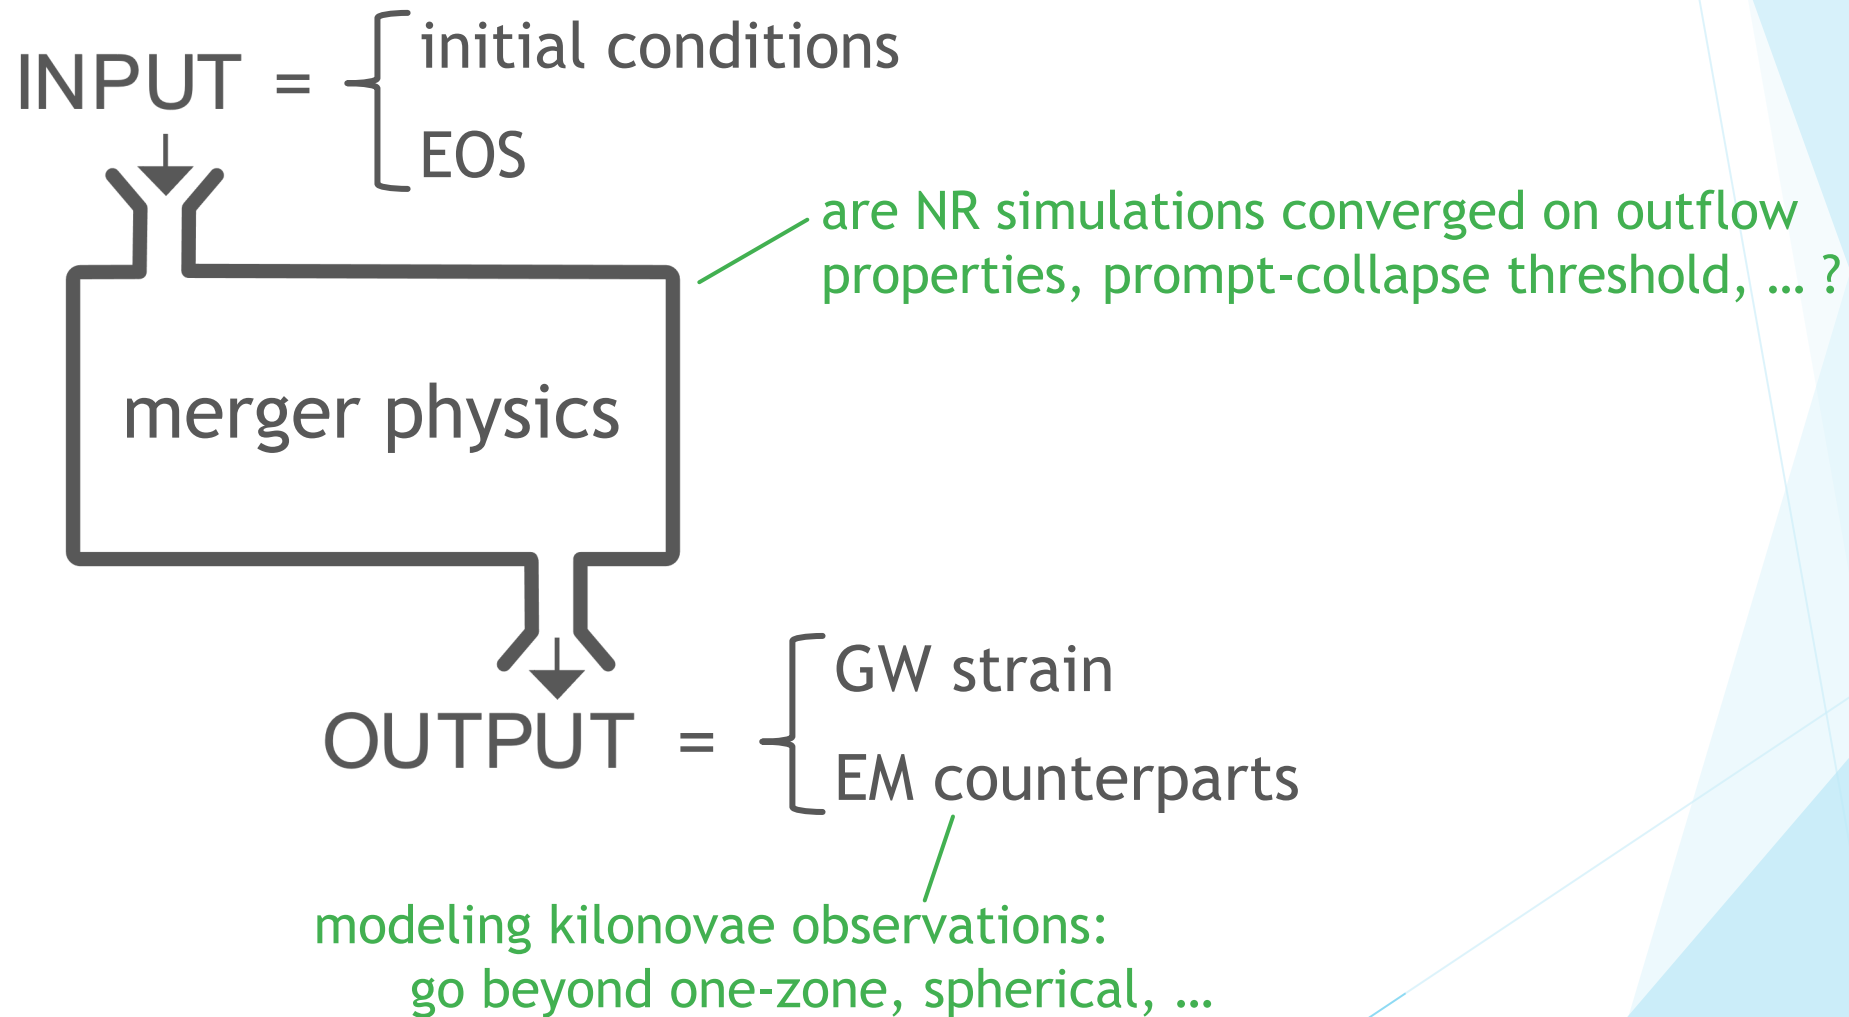 initial conditions
INPUT =
EOS
are NR simulations converged on outflow
properties, prompt-collapse threshold, … ?
merger physics
GW strain
OUTPUT =
EM counterparts
modeling kilonovae observations:
go beyond one-zone, spherical, …